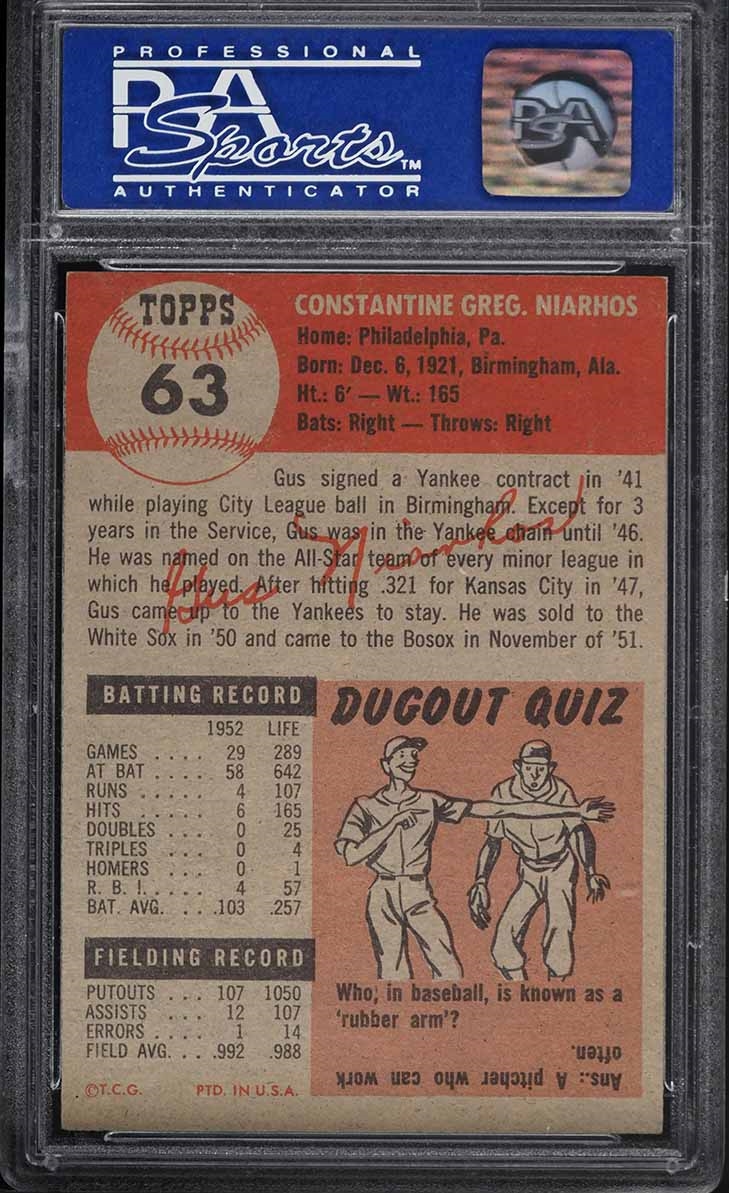 PROFESSIONAL
PSA
Sports™
AUTHENTICATOR
PSA
TOPPS
63
CONSTANTINE GREG. NIARHOS
Home: Philadelphia, Pa.
Born: Dec. 6, 1921, Birmingham, Ala.
Ht.: 6' — Wt.: 165
Bats: Right — Throws: Right
Gus signed a Yankee contract in '41
while playing City League ball in Birmingham. Except for 3
years in the Service, Gus was in the Yankee chain until '46.
He was named on the All-Star team of every minor league in
which he played. After hitting .321 for Kansas City in '47,
Gus came up to the Yankees to stay. He was sold to the
White Sox in '50 and came to the Bosox in November of '51.
Gus Niarhos
BATTING RECORD
1952 LIFE
GAMES .... 29 289
AT BAT .... 58 642
RUNS ..... 4 107
HITS ..... 6 165
DOUBLES ... 0 25
TRIPLES ... 0 4
HOMERS ... 0 1
R. B. I. .... 4 57
BAT. AVG. ... .103 .257
FIELDING RECORD
PUTOUTS ... 107 1050
ASSISTS ... 12 107
ERRORS .... 1 14
FIELD AVG. ... .992 .988
©T.C.G. PTD. IN U.S.A.
DUGOUT QUIZ
Who, in baseball, is known as a
'rubber arm'?
Ans.: A pitcher who can work
often.